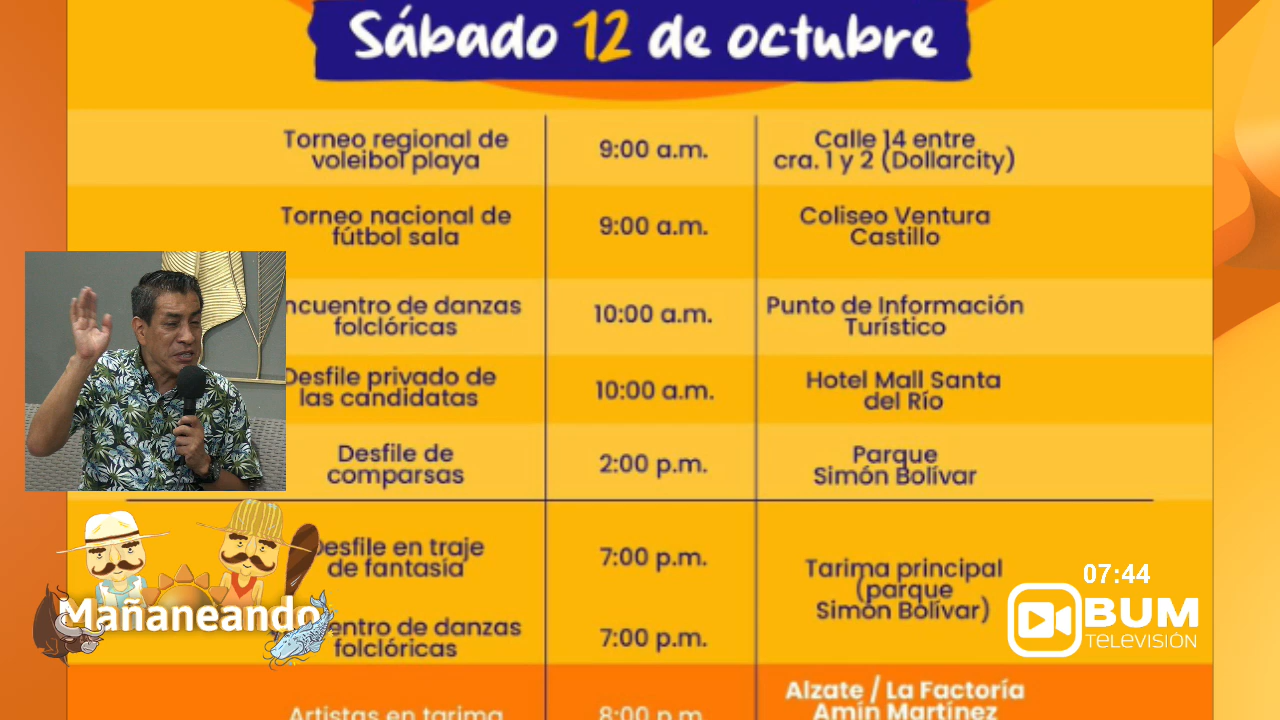 Sábado 12 de octubre
Torneo regional de
voleibol playa
9:00 a.m.
Calle 14 entre
cra. 1 y 2 (Dollarcity)
Torneo nacional de
fútbol sala
9:00 a.m.
Coliseo Ventura
Castillo
ncuentro de danzas
folclóricas
10:00 a.m.
Punto de Información
Turístico
Desfile privado de
las candidatas
10:00 a.m.
Hotel Mall Santa
del Río
Desfile de
comparsas
2:00 p.m.
Parque
Simón Bolívar
Desfile en traje
de fantasía
7:00 p.m.
Tarima principal
(parque
Simón Bolívar)
entro de danzas
folclóricas
7:00 p.m.
Artistas en tarima
8:00 p.m.
Alzate / La Factoría
Amín Martínez
Mañaneando
07:44
BUM
TELEVISIÓN